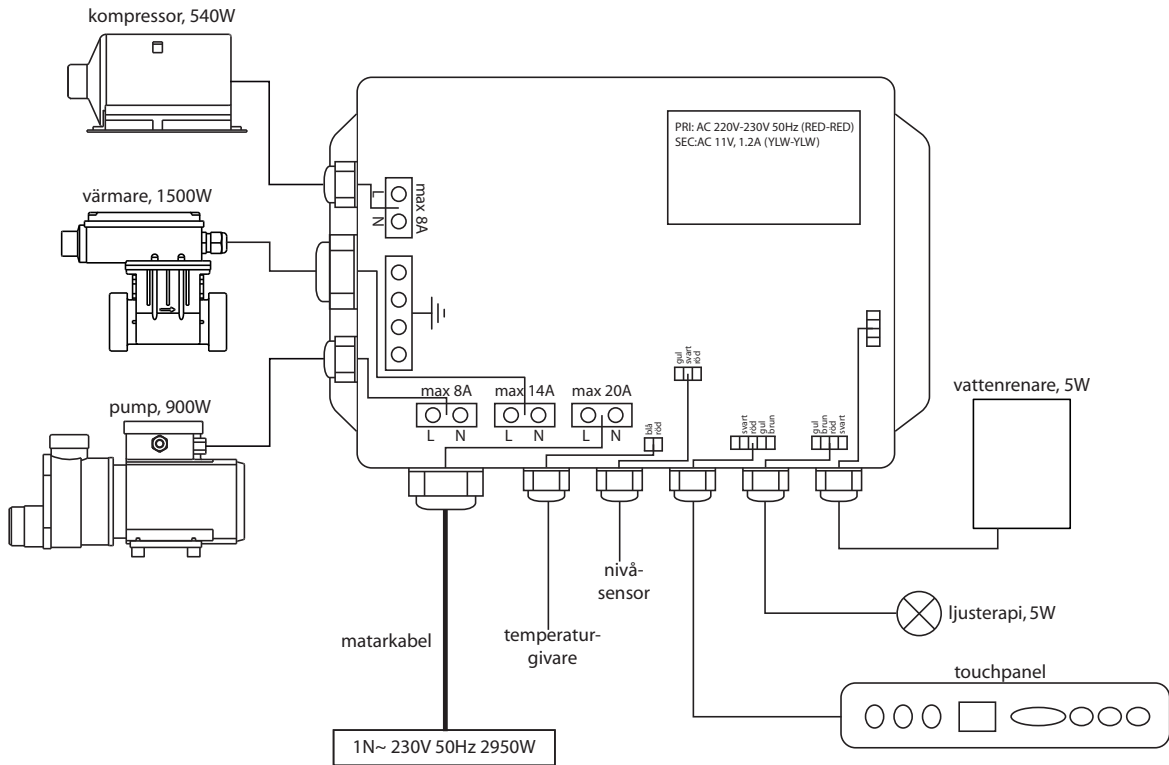 kompressor, 540W
PRI: AC 220V-230V 50Hz (RED-RED)
SEC:AC 11V, 1.2A (YLW-YLW)
värmare, 1500W
max 8A
L
N
pump, 900W
max 8A
max 14A
max 20A
L
N
L
N
L
N
blå
röd
gul
svart
röd
svart
röd
gul
brun
gul
brun
röd
svart
vattenrenare, 5W
nivå-
sensor
ljusterapi, 5W
matarkabel
temperatur-
givare
touchpanel
1N~ 230V 50Hz 2950W